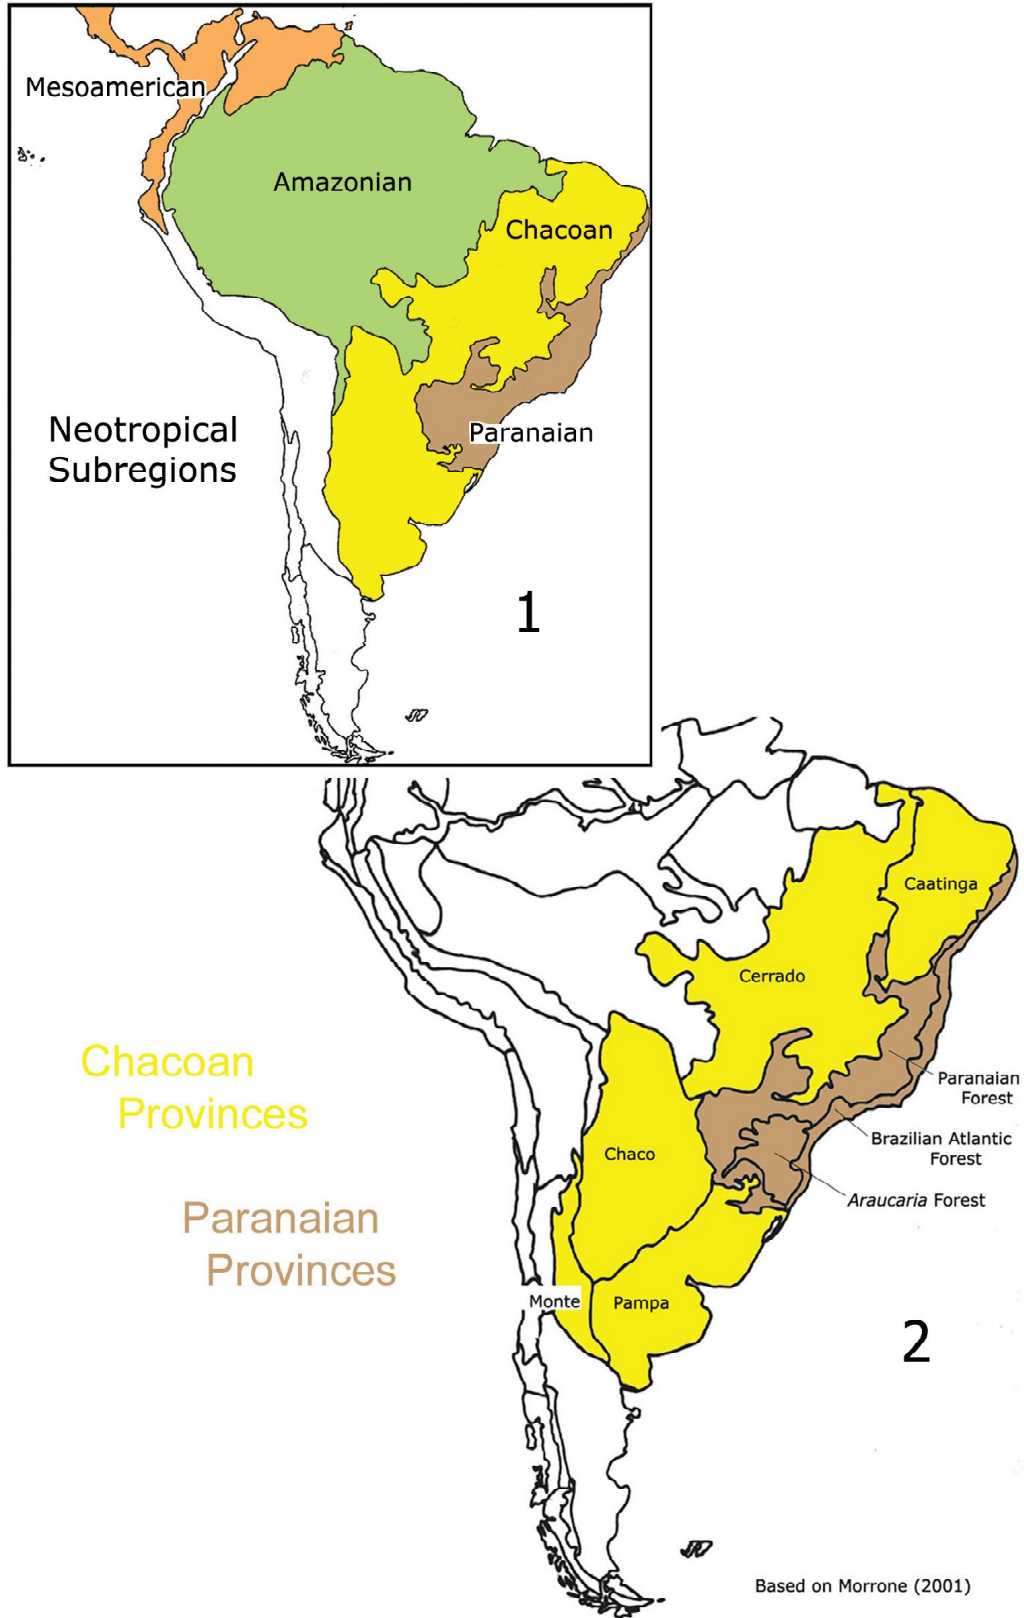 Mesoamerican
Amazonian
Chacoan
Paranaian
Neotropical
Subregions
1
Caatinga
Cerrado
Chacoan
Provinces
Paranaian
Forest
Brazilian Atlantic
Forest
Chaco
Araucaria Forest
Paranaian
Provinces
Monte
Pampa
2
Based on Morrone (2001)